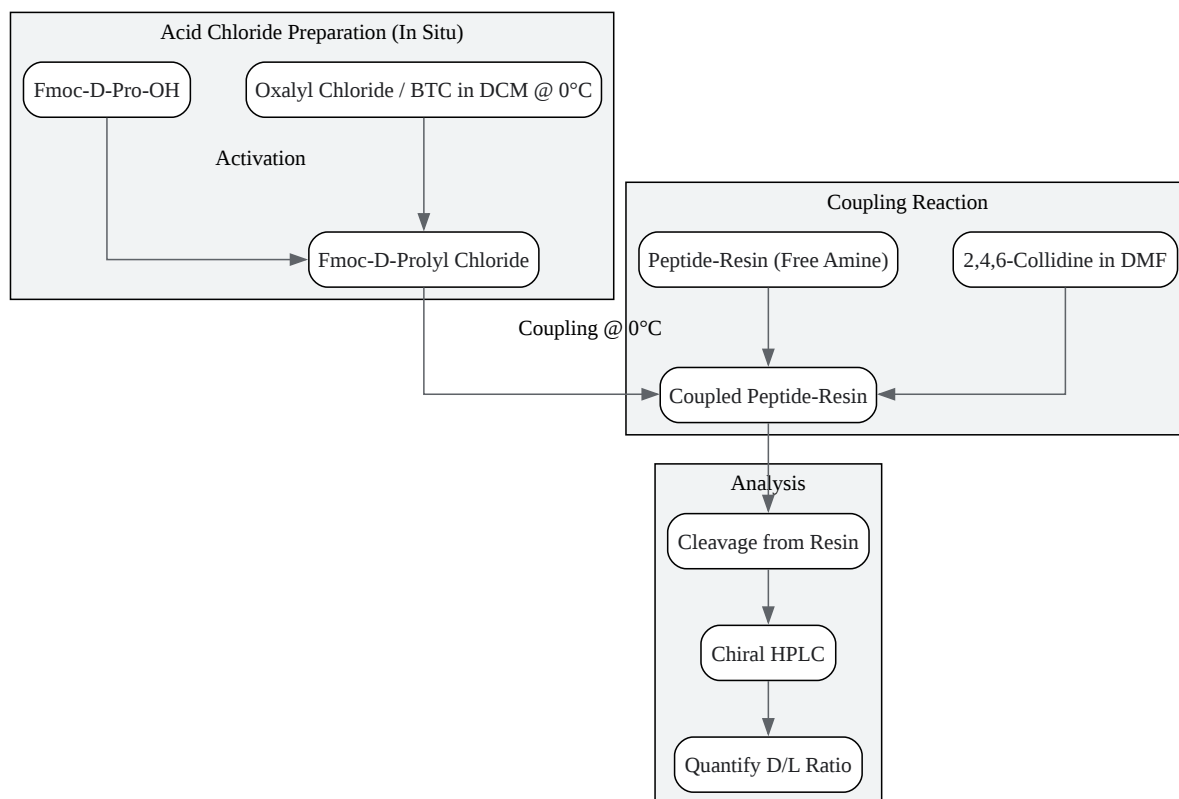 Acid Chloride Preparation (In Situ)
Fmoc-D-Pro-OH
Oxalyl Chloride / BTC in DCM @ 0°C
Activation
Fmoc-D-Prolyl Chloride
Coupling Reaction
Peptide-Resin (Free Amine)
2,4,6-Collidine in DMF
Coupling @ 0°C
Coupled Peptide-Resin
Analysis
Cleavage from Resin
Chiral HPLC
Quantify D/L Ratio